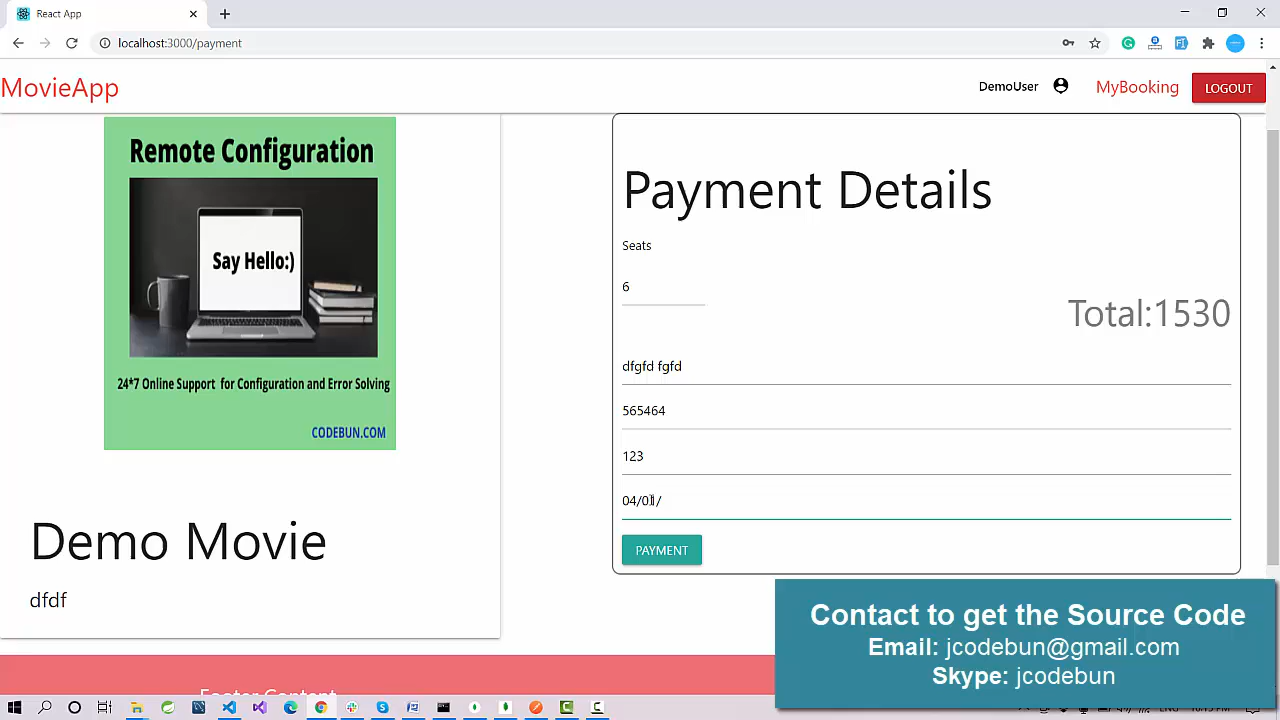 React App
localhost:3000/payment
MovieApp
DemoUser
MyBooking
LOGOUT
Remote Configuration
Say Hello:)
24*7 Online Support for Configuration and Error Solving
CODEBUN.COM
Demo Movie
dfdf
Payment Details
Seats
6
Total:1530
dfgfd fgfd
565464
123
04/01/
PAYMENT
Contact to get the Source Code
Email: jcodebun@gmail.com
Skype: jcodebun
Footer Content